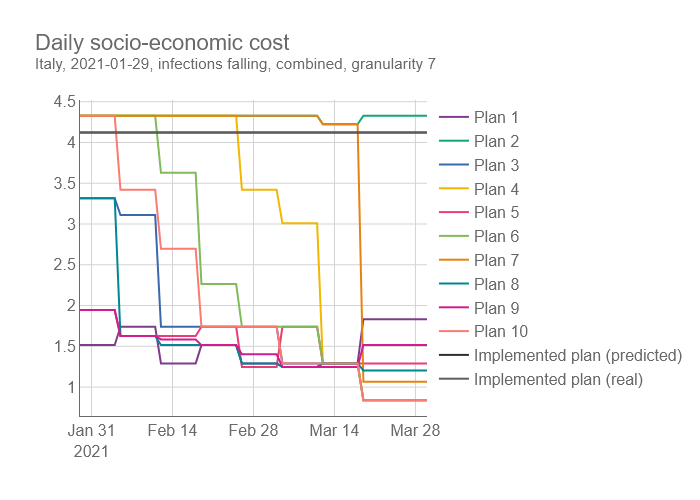 Daily socio-economic cost
Italy, 2021-01-29, infections falling, combined, granularity 7
4.5
4
3.5
3
2.5
2
1.5
1
Jan 31
2021
Feb 14
Feb 28
Mar 14
Mar 28
Plan 1
Plan 2
Plan 3
Plan 4
Plan 5
Plan 6
Plan 7
Plan 8
Plan 9
Plan 10
Implemented plan (predicted)
Implemented plan (real)